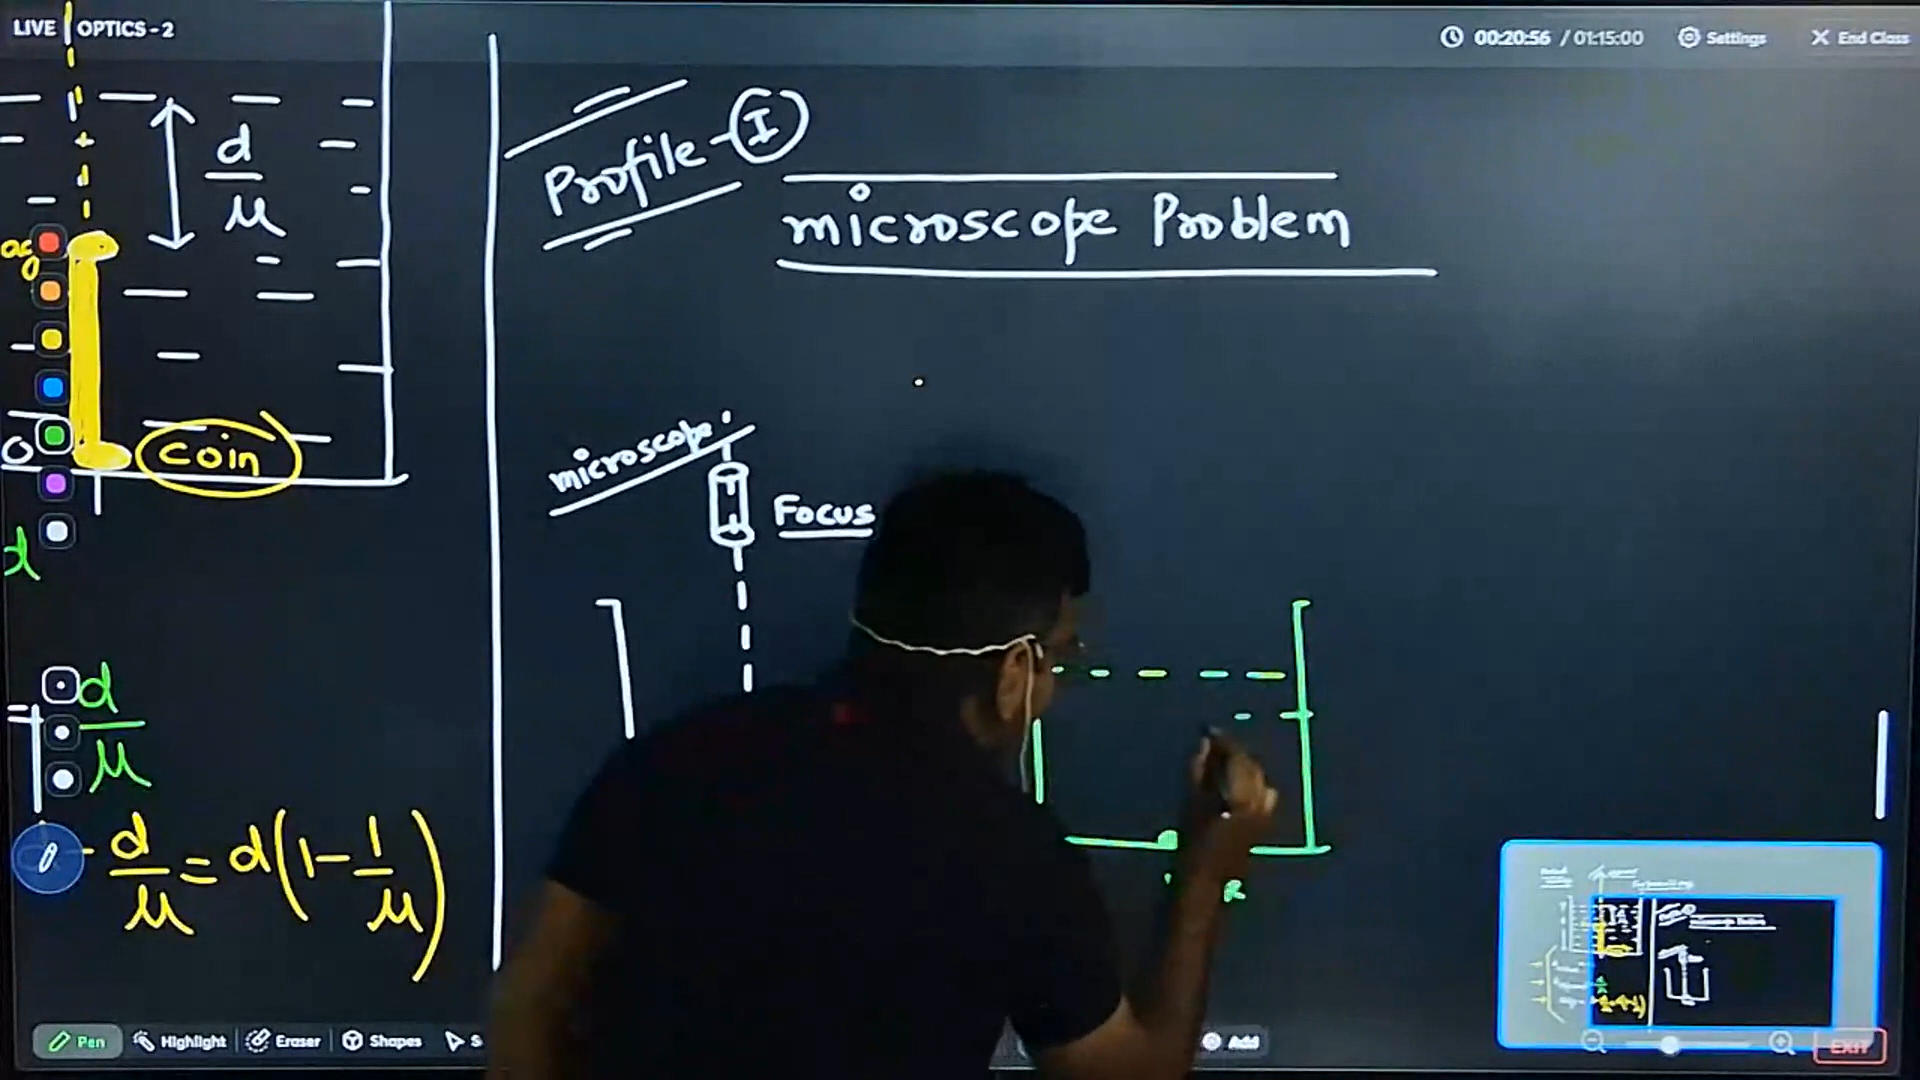 LIVE | OPTICS - 2
00:20:56 / 01:15:00
Settings
X End Class
d
μ
coin
O
d
d
μ
- d/μ = d(1 - 1/μ)
Profile - I
microscope Problem
microscope
Focus
R
Pen
Highlight
Eraser
Shapes
Add
EXIT